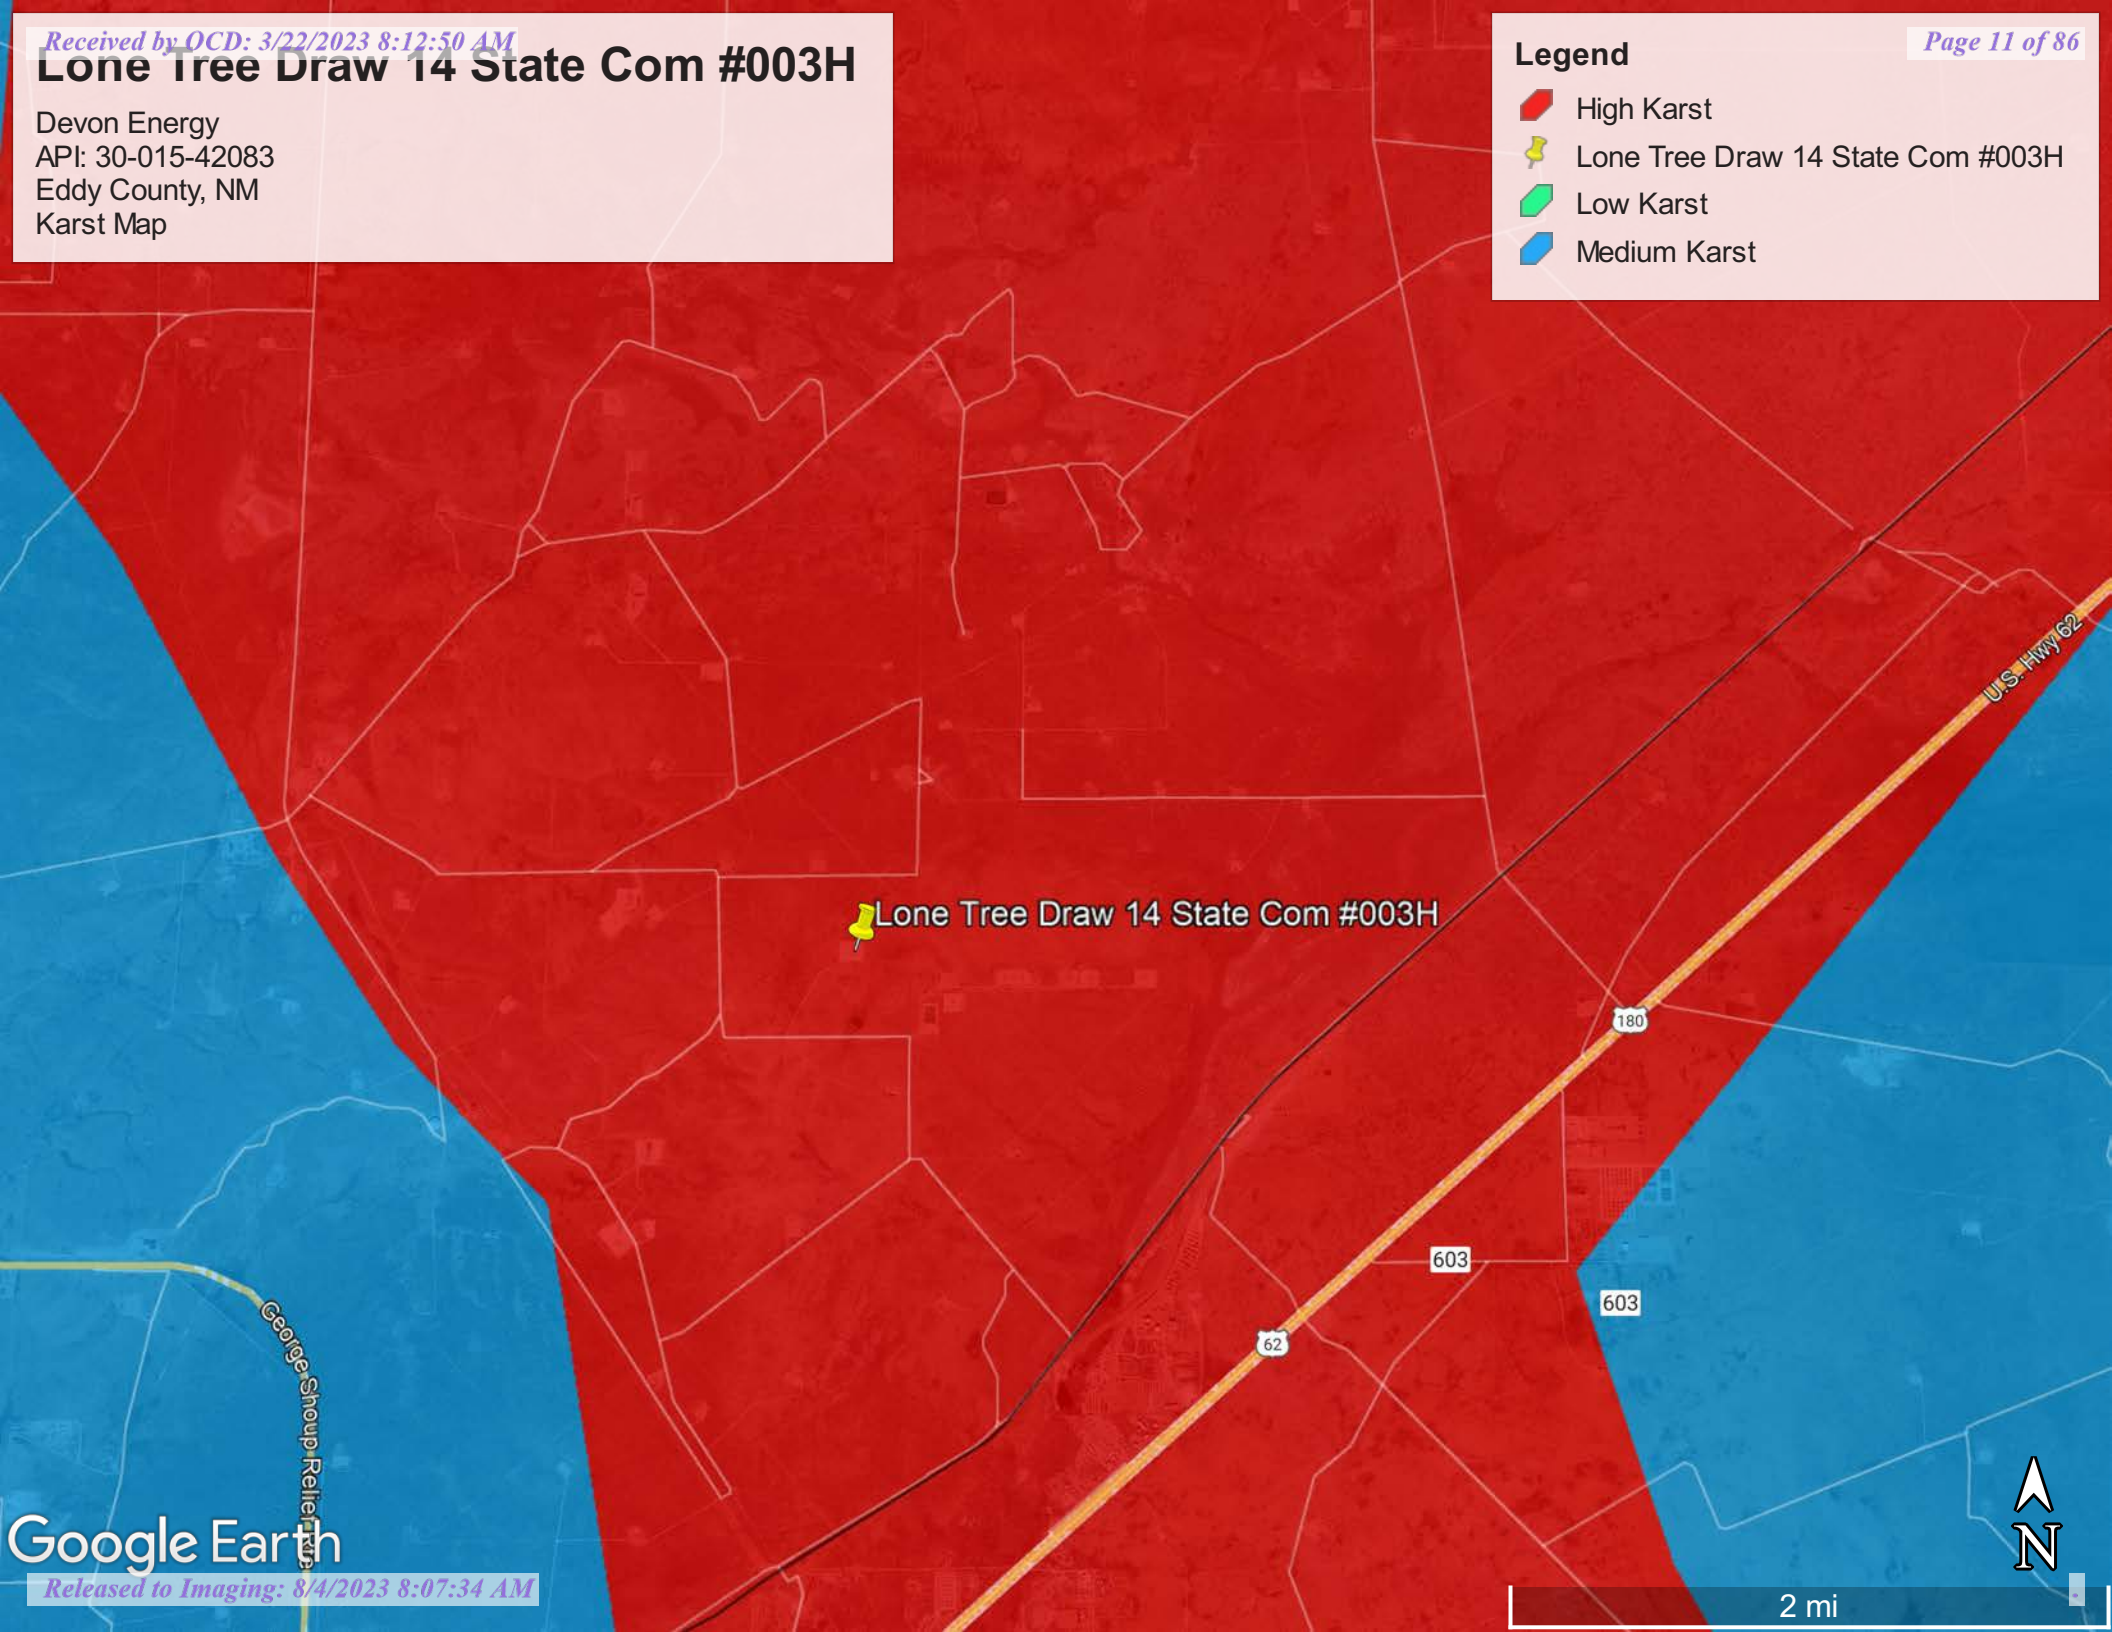 Received by OCD: 3/22/2023 8:12:50 AM
Page 11 of 86
Lone Tree Draw 14 State Com #003H
Devon Energy
API: 30-015-42083
Eddy County, NM
Karst Map
Legend
High Karst
Lone Tree Draw 14 State Com #003H
Low Karst
Medium Karst
U.S. Hwy 62
Lone Tree Draw 14 State Com #003H
180
603
603
62
George Shoup Relief Rte
Google Earth
N
Released to Imaging: 8/4/2023 8:07:34 AM
2 mi